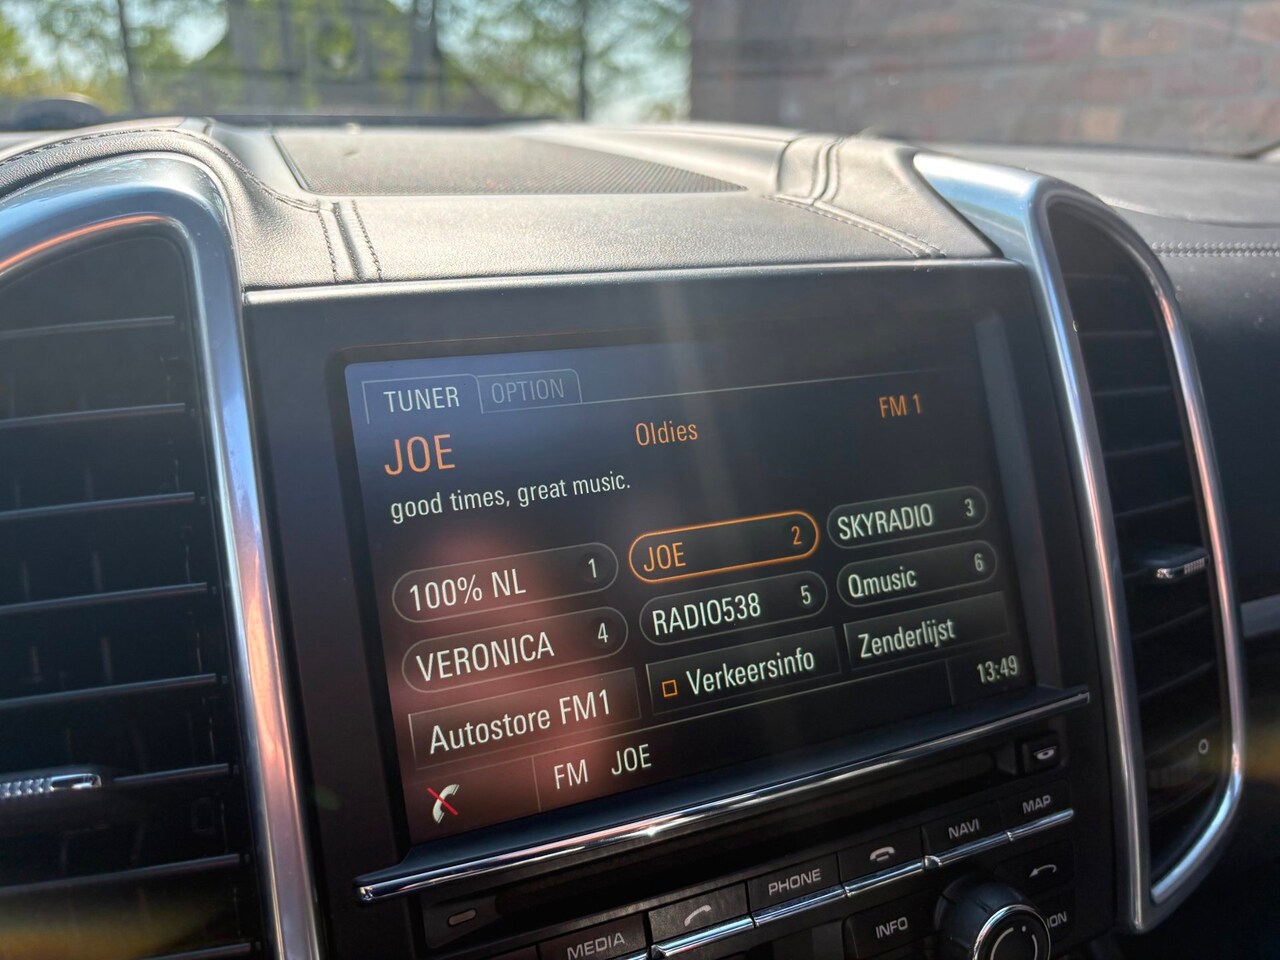 TUNER OPTION
JOE Oldies FM 1
good times, great music.
100% NL 1 JOE 2 SKYRADIO 3
VERONICA 4 RADIO538 5 Qmusic 6
Autostore FM1 Verkeersinfo Zenderlijst
FM JOE 13:49
MEDIA PHONE NAVI MAP
INFO